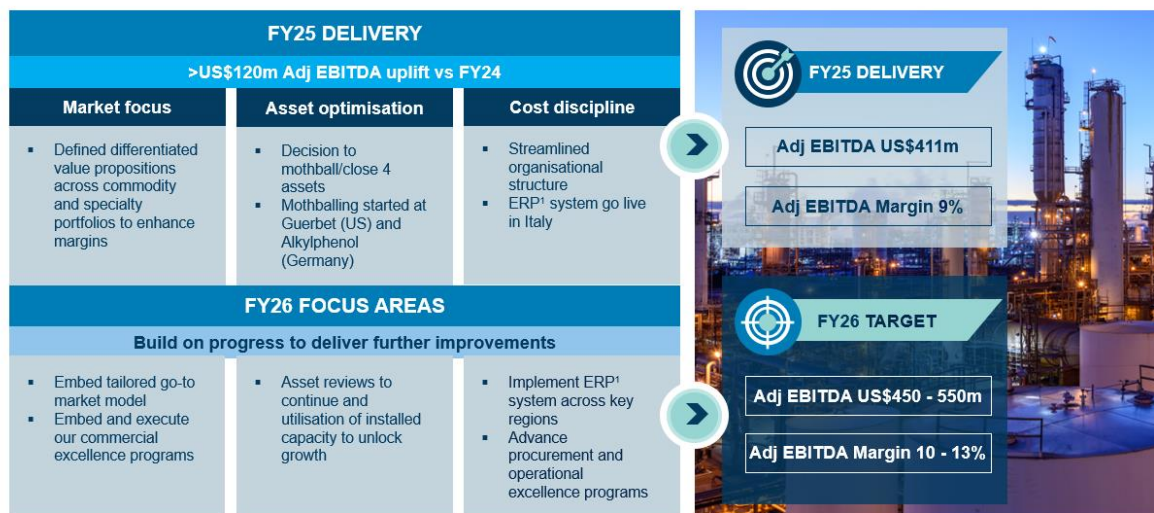 FY25 DELIVERY
>US$120m Adj EBITDA uplift vs FY24
Market focus
▪ Defined differentiated
value propositions
across commodity
and specialty
portfolios to enhance
margins
Asset optimisation
▪ Decision to
mothball/close 4
assets
▪ Mothballing started at
Guerbet (US) and
Alkylphenol
(Germany)
Cost discipline
▪ Streamlined
organisational
structure
▪ ERP¹ system go live
in Italy
FY25 DELIVERY
Adj EBITDA US$411m
Adj EBITDA Margin 9%
FY26 FOCUS AREAS
Build on progress to deliver further improvements
▪ Embed tailored go-to
market model
▪ Embed and execute
our commercial
excellence programs
▪ Asset reviews to
continue and
utilisation of installed
capacity to unlock
growth
▪ Implement ERP¹
system across key
regions
▪ Advance
procurement and
operational
excellence programs
FY26 TARGET
Adj EBITDA US$450 - 550m
Adj EBITDA Margin 10 - 13%